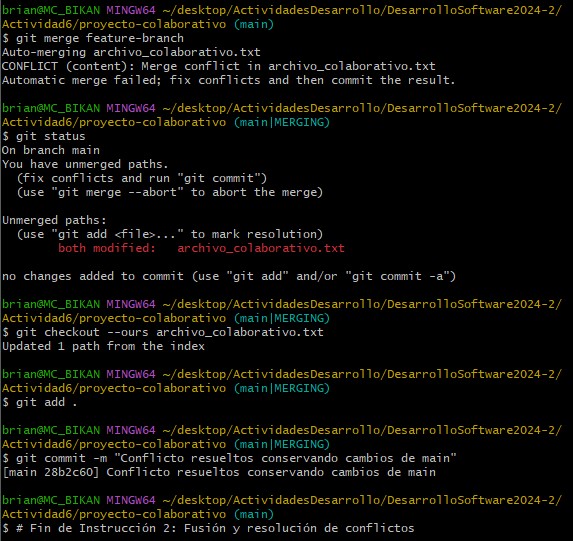 brian@MC_BIKAN MINGW64 ~/desktop/ActividadesDesarrollo/DesarrolloSoftware2024-2/
Actividad6/proyecto-colaborativo (main)
$ git merge feature-branch
Auto-merging archivo_colaborativo.txt
CONFLICT (content): Merge conflict in archivo_colaborativo.txt
Automatic merge failed; fix conflicts and then commit the result.

brian@MC_BIKAN MINGW64 ~/desktop/ActividadesDesarrollo/DesarrolloSoftware2024-2/
Actividad6/proyecto-colaborativo (main|MERGING)
$ git status
On branch main
You have unmerged paths.
  (fix conflicts and run "git commit")
  (use "git merge --abort" to abort the merge)

Unmerged paths:
  (use "git add <file>..." to mark resolution)
        both modified:   archivo_colaborativo.txt

no changes added to commit (use "git add" and/or "git commit -a")

brian@MC_BIKAN MINGW64 ~/desktop/ActividadesDesarrollo/DesarrolloSoftware2024-2/
Actividad6/proyecto-colaborativo (main|MERGING)
$ git checkout --ours archivo_colaborativo.txt
Updated 1 path from the index

brian@MC_BIKAN MINGW64 ~/desktop/ActividadesDesarrollo/DesarrolloSoftware2024-2/
Actividad6/proyecto-colaborativo (main|MERGING)
$ git add .

brian@MC_BIKAN MINGW64 ~/desktop/ActividadesDesarrollo/DesarrolloSoftware2024-2/
Actividad6/proyecto-colaborativo (main|MERGING)
$ git commit -m "Conflicto resueltos conservando cambios de main"
[main 28b2c60] Conflicto resueltos conservando cambios de main

brian@MC_BIKAN MINGW64 ~/desktop/ActividadesDesarrollo/DesarrolloSoftware2024-2/
Actividad6/proyecto-colaborativo (main)
$ # Fin de Instrucción 2: Fusión y resolución de conflictos